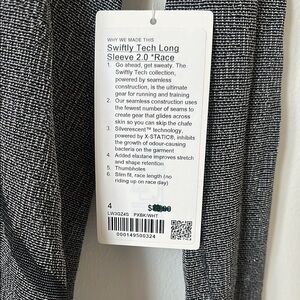 WHY WE MADE THIS
Swiftly Tech Long
Sleeve 2.0 *Race
1. Go ahead, get sweaty. The
Swiftly Tech collection,
powered by seamless
construction, is the ultimate
gear for running and training
2. Our seamless construction uses
the fewest number of seams to
create gear that glides across
skin so you can skip the chafe
3. Silverescent™ technology,
powered by X-STATIC®, inhibits
the growth of odour-causing
bacteria on the garment
4. Added elastane improves stretch
and shape retention
5. Thumbholes
6. Slim fit, race length (no
riding up on race day)
4
LW3GZ4S PXBK/WHT
000149500324